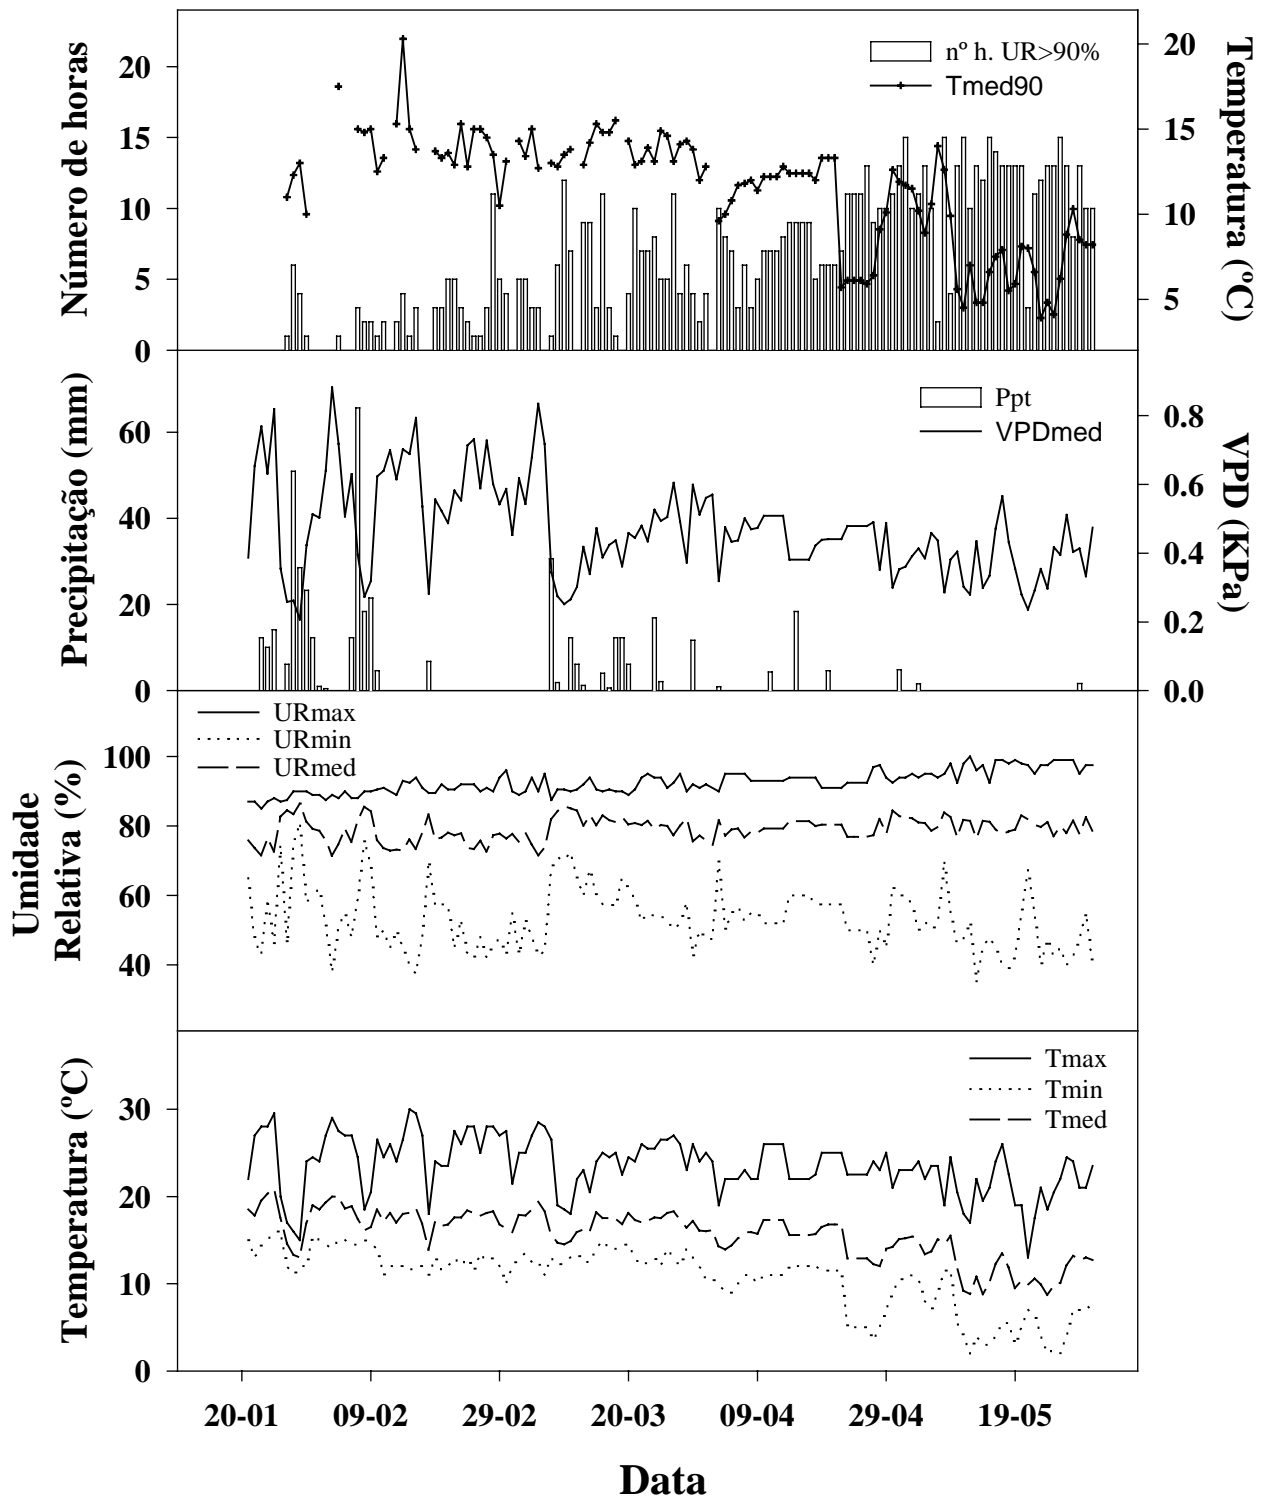 Número de horas
20
15
10
5
0
nº h. UR>90%
Tmed90
20
15
10
5
Temperatura (ºC)
Precipitação (mm)
60
40
20
0
Ppt
VPDmed
0.8
0.6
0.4
0.2
0.0
VPD (KPa)
Umidade
Relativa (%)
100
80
60
40
URmax
URmin
URmed
Temperatura (ºC)
30
20
10
0
Tmax
Tmin
Tmed
20-01
09-02
29-02
20-03
09-04
29-04
19-05
Data